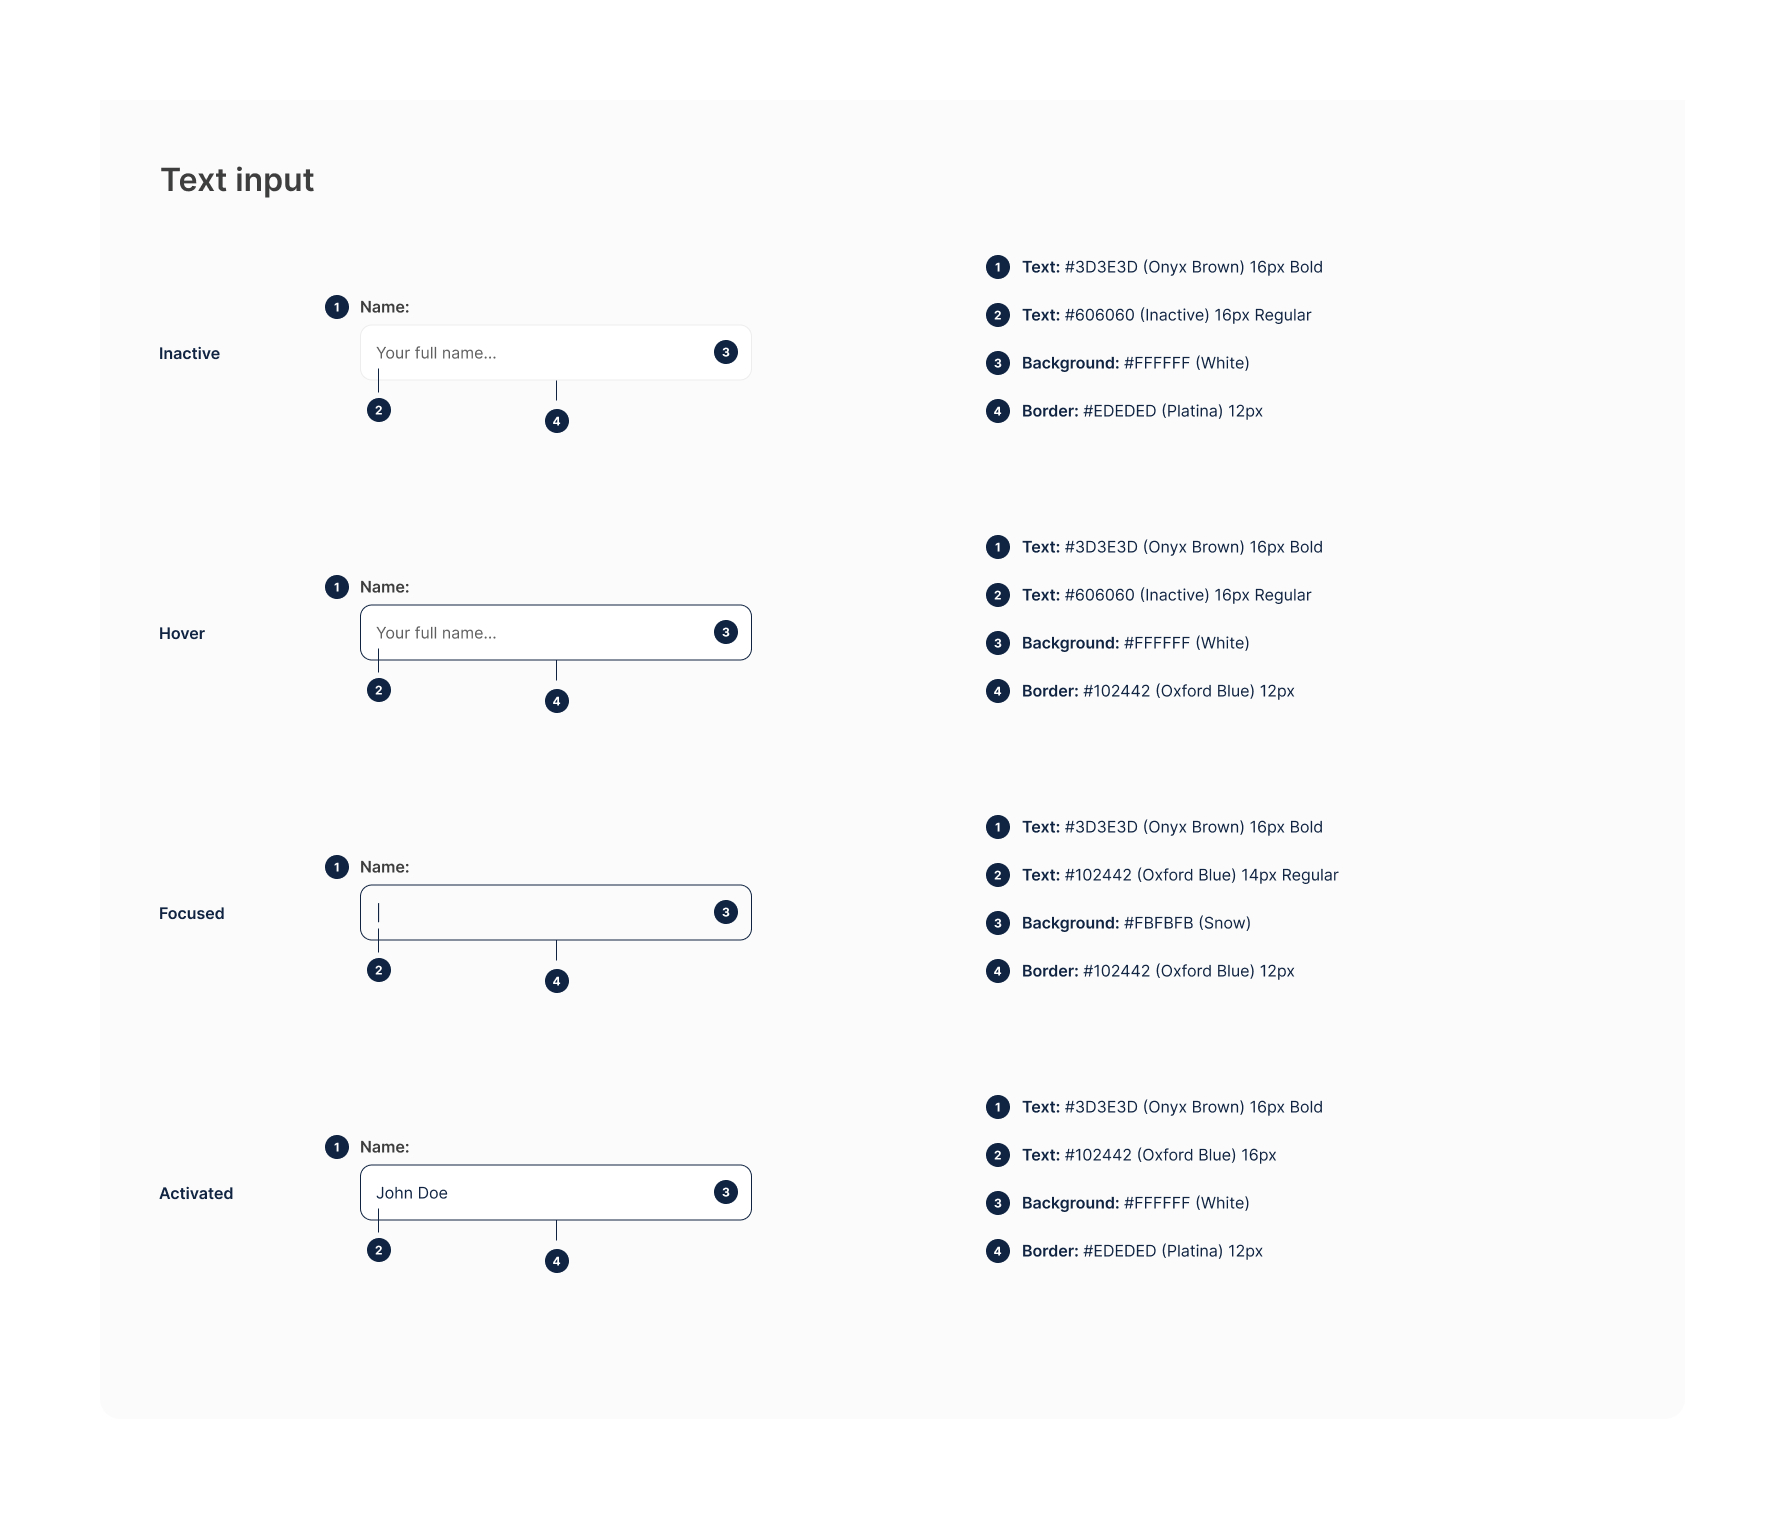 Text input
Inactive
1 Name:
Your full name... 3
2
4
1 Text: #3D3E3D (Onyx Brown) 16px Bold
2 Text: #606060 (Inactive) 16px Regular
3 Background: #FFFFFF (White)
4 Border: #EDEDED (Platina) 12px
Hover
1 Name:
Your full name... 3
2
4
1 Text: #3D3E3D (Onyx Brown) 16px Bold
2 Text: #606060 (Inactive) 16px Regular
3 Background: #FFFFFF (White)
4 Border: #102442 (Oxford Blue) 12px
Focused
1 Name:
3
2
4
1 Text: #3D3E3D (Onyx Brown) 16px Bold
2 Text: #102442 (Oxford Blue) 14px Regular
3 Background: #FBFBFB (Snow)
4 Border: #102442 (Oxford Blue) 12px
Activated
1 Name:
John Doe 3
2
4
1 Text: #3D3E3D (Onyx Brown) 16px Bold
2 Text: #102442 (Oxford Blue) 16px
3 Background: #FFFFFF (White)
4 Border: #EDEDED (Platina) 12px